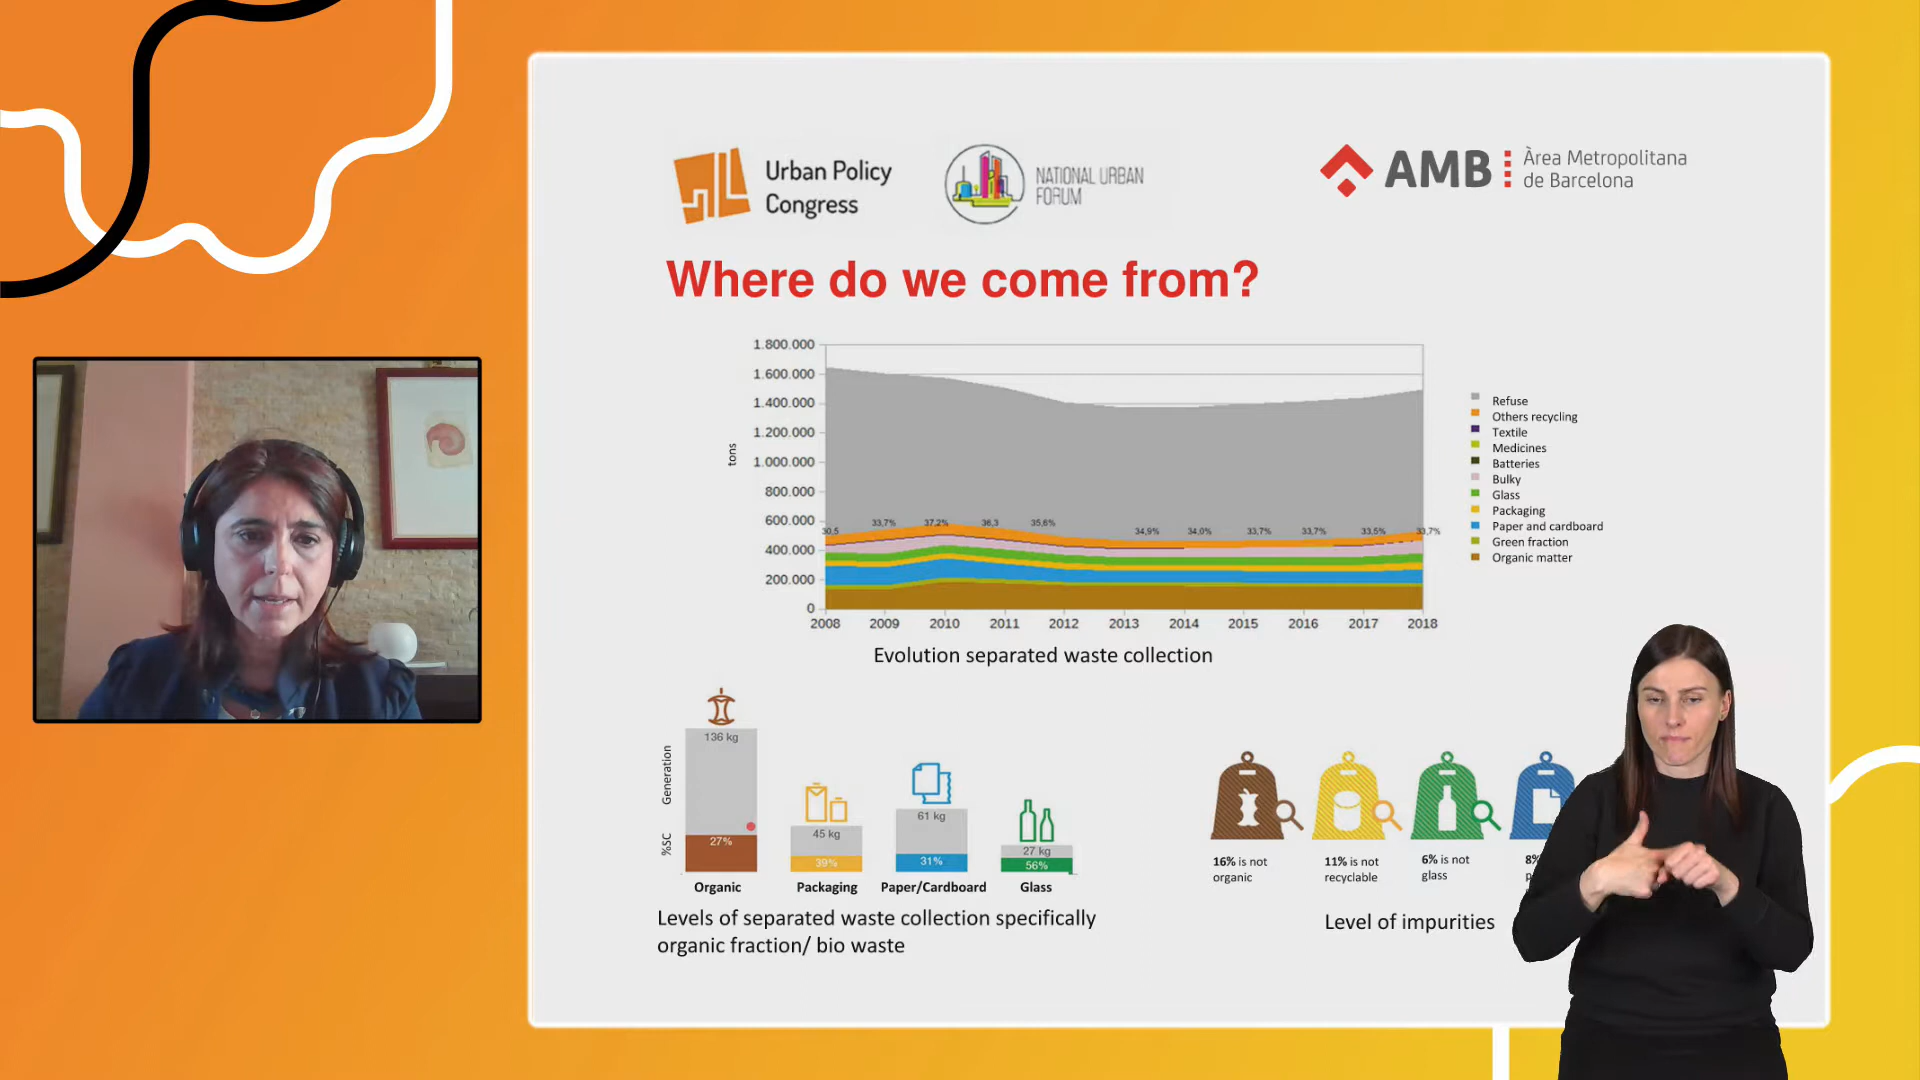 Urban Policy
Congress
NATIONAL URBAN
FORUM
AMB
Àrea Metropolitana
de Barcelona
Where do we come from?
1.800.000
1.600.000
1.400.000
1.200.000
1.000.000
800.000
600.000
400.000
200.000
0
tons
30,5 33,7% 37,2% 36,3 35,6% 34,9% 34,0% 33,7% 33,7% 33,5% 33,7%
2008 2009 2010 2011 2012 2013 2014 2015 2016 2017 2018
Refuse
Others recycling
Textile
Medicines
Batteries
Bulky
Glass
Packaging
Paper and cardboard
Green fraction
Organic matter
Evolution separated waste collection
Generation
%SC
136 kg
27%
Organic
45 kg
39%
Packaging
61 kg
31%
Paper/Cardboard
27 kg
56%
Glass
Levels of separated waste collection specifically
organic fraction/ bio waste
16% is not
organic
11% is not
recyclable
6% is not
glass
8%
Level of impurities